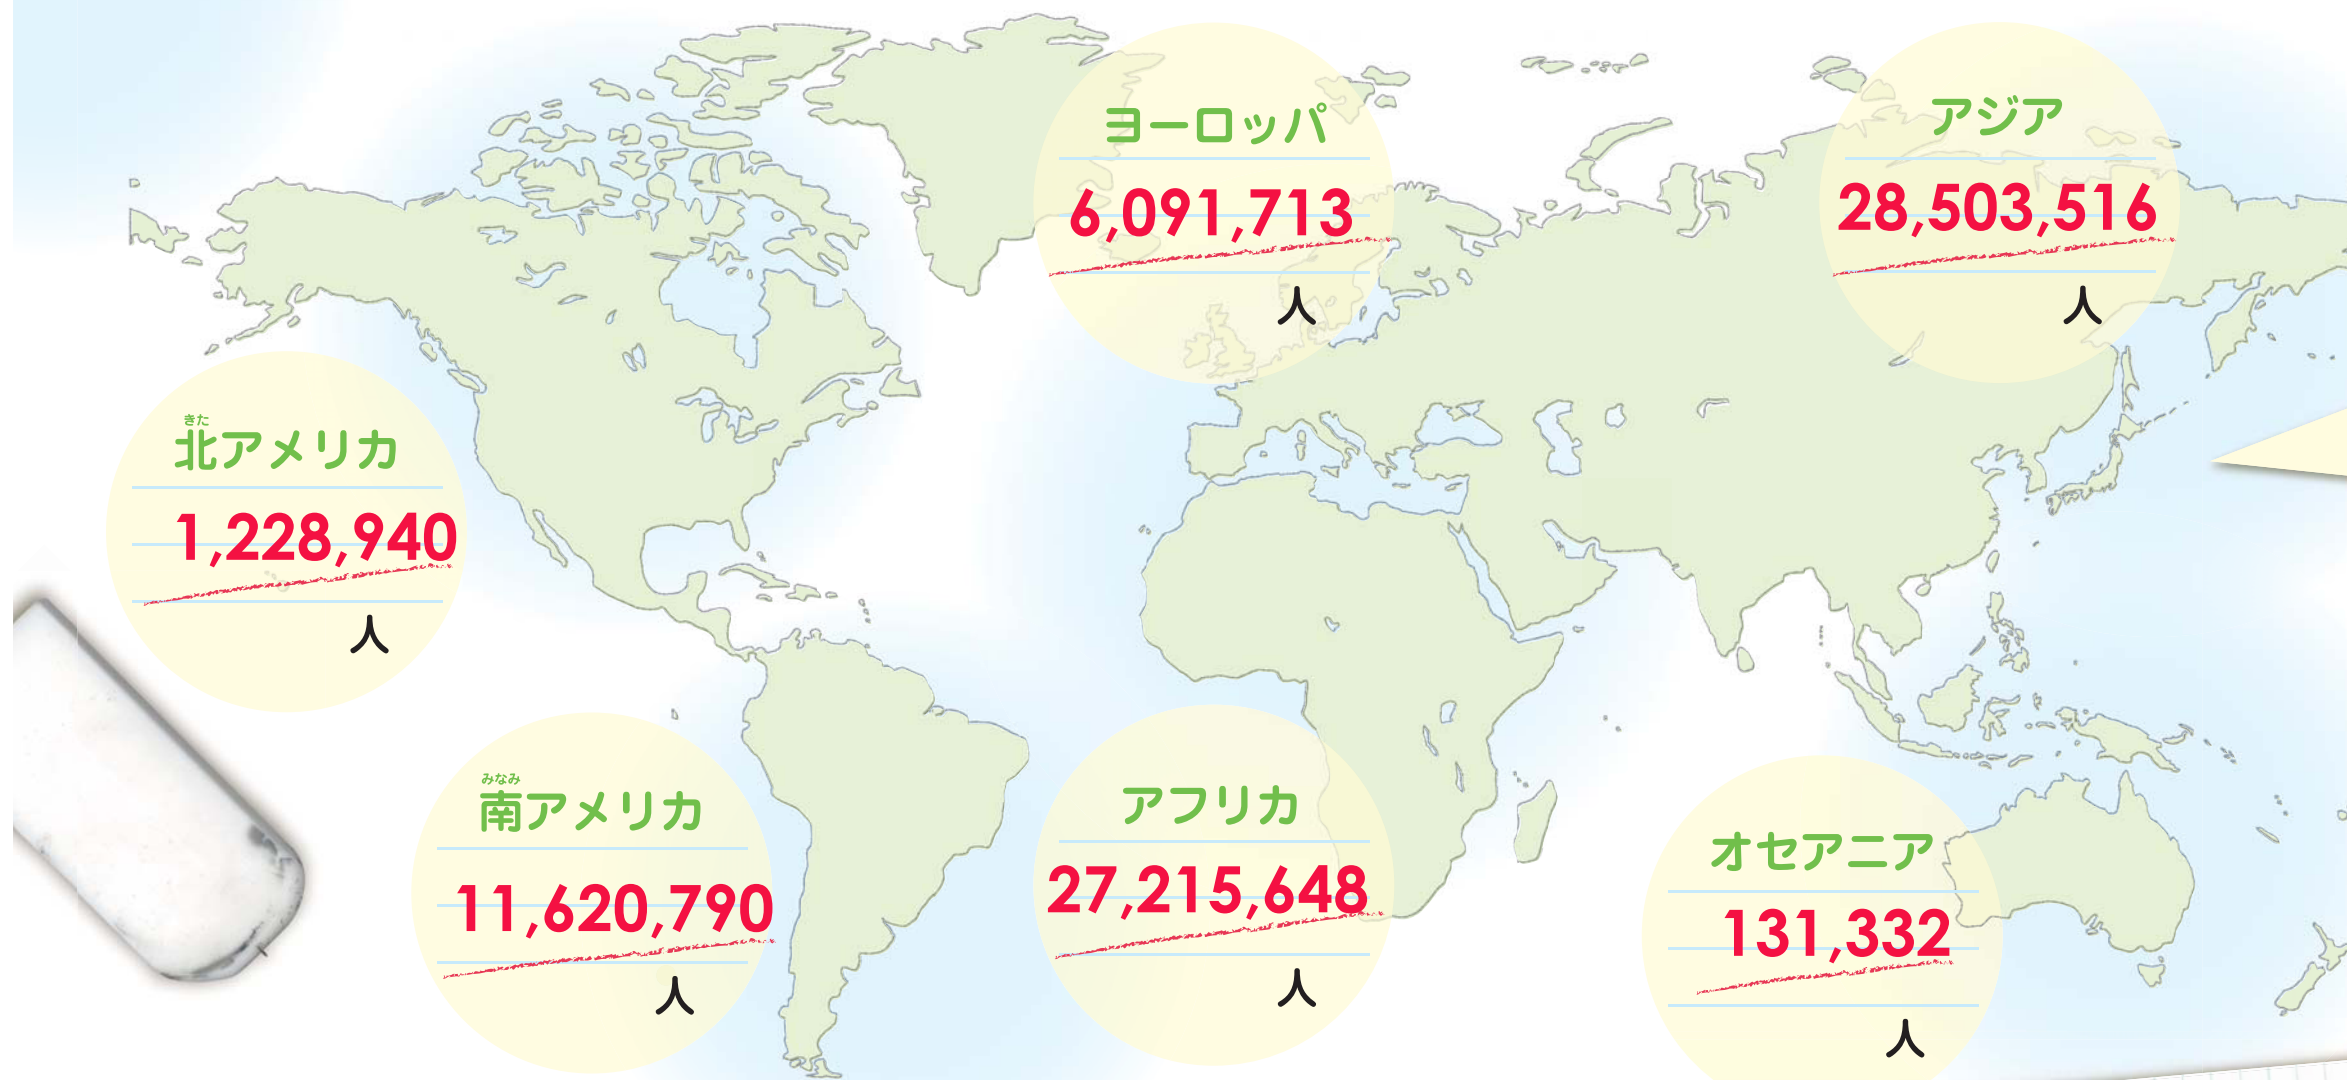 ヨーロッパ
6,091,713
人
アジア
28,503,516
人
きた
北アメリカ
1,228,940
人
みなみ
南アメリカ
11,620,790
人
アフリカ
27,215,648
人
オセアニア
131,332
人